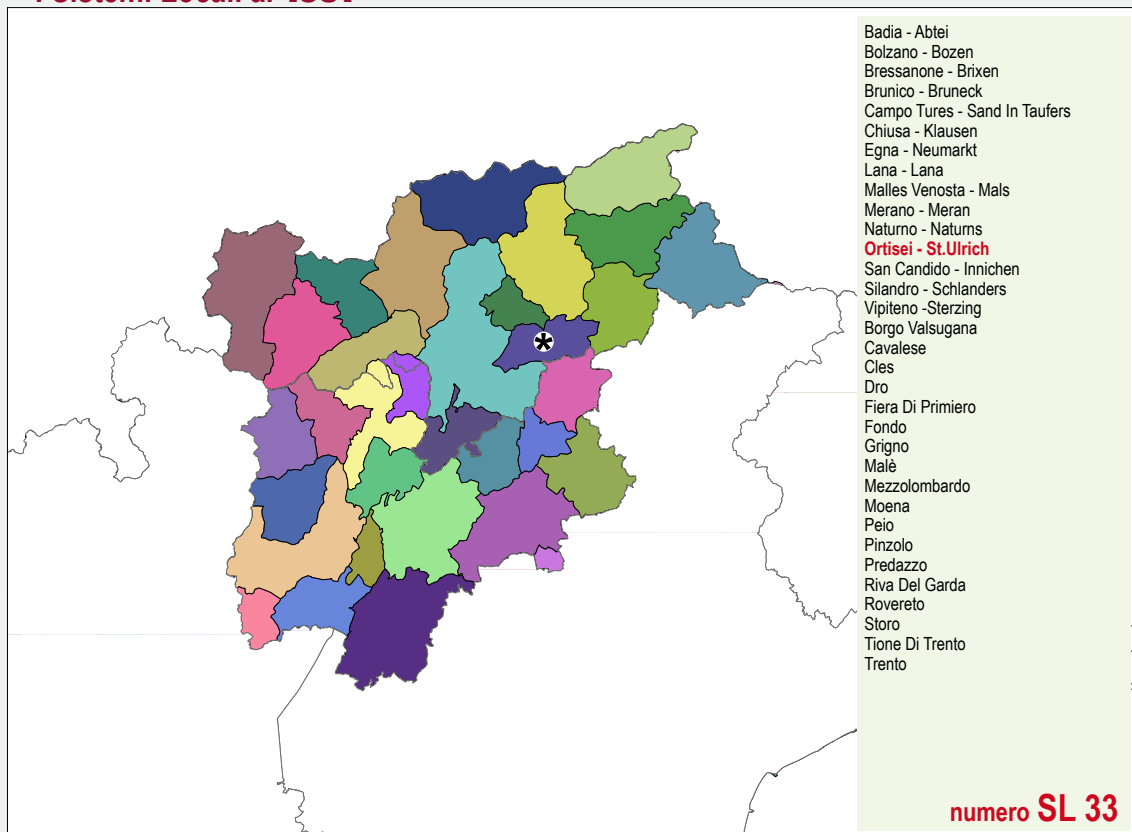 Badia - Abtei
Bolzano - Bozen
Bressanone - Brixen
Brunico - Bruneck
Campo Tures - Sand In Taufers
Chiusa - Klausen
Egna - Neumarkt
Lana - Lana
Malles Venosta - Mals
Merano - Meran
Naturno - Naturns
Ortisei - St.Ulrich
San Candido - Innichen
Silandro - Schlanders
Vipiteno -Sterzing
Borgo Valsugana
Cavalese
Cles
Dro
Fiera Di Primiero
Fondo
Grigno
Malè
Mezzolombardo
Moena
Peio
Pinzolo
Predazzo
Riva Del Garda
Rovereto
Storo
Tione Di Trento
Trento
*
numero SL 33